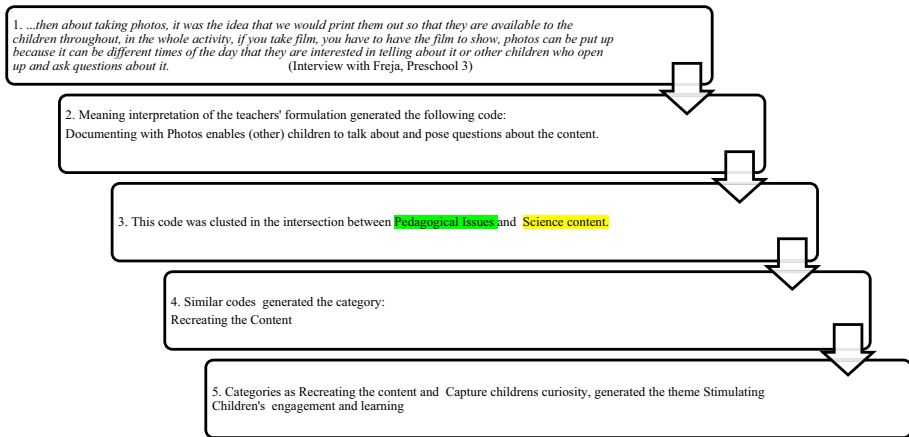 1. ...then about taking photos, it was the idea that we would print them out so that they are available to the
children throughout, in the whole activity, if you take film, you have to have the film to show, photos can be put up
because it can be different times of the day that they are interested in telling about it or other children who open
up and ask questions about it. (Interview with Freja, Preschool 3)
2. Meaning interpretation of the teachers' formulation generated the following code:
Documenting with Photos enables (other) children to talk about and pose questions about the content.
3. This code was clusted in the intersection between Pedagogical Issues and Science content.
4. Similar codes generated the category:
Recreating the Content
5. Categories as Recreating the content and Capture childrens curiosity, generated the theme Stimulating
Children's engagement and learning